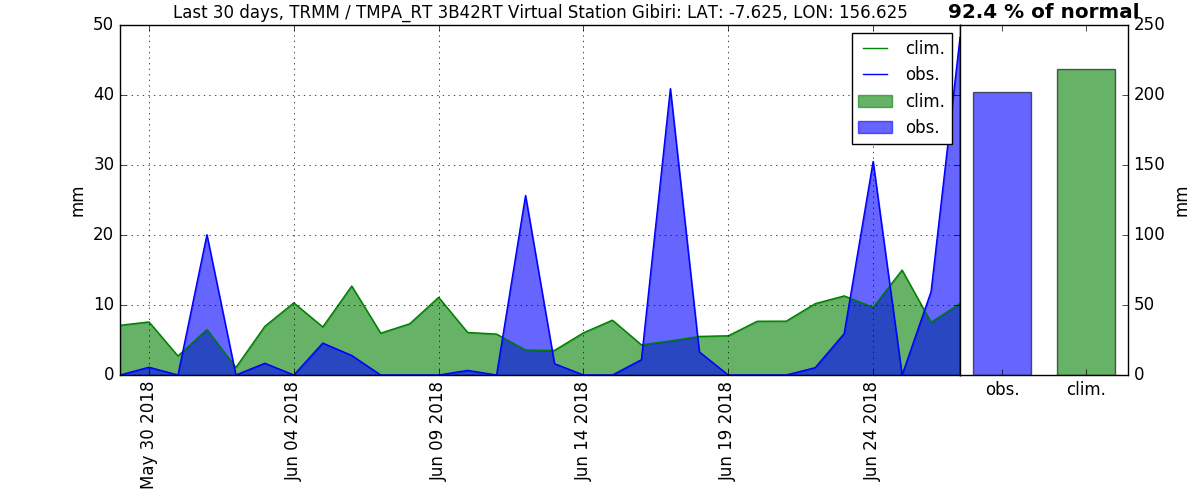 Last 30 days, TRMM / TMPA_RT 3B42RT Virtual Station Gibiri: LAT: -7.625, LON: 156.625
92.4 % of normal
50
40
30
20
10
0
mm
clim.
obs.
clim.
obs.
250
200
150
100
50
0
mm
May 30 2018
Jun 04 2018
Jun 09 2018
Jun 14 2018
Jun 19 2018
Jun 24 2018
obs.
clim.